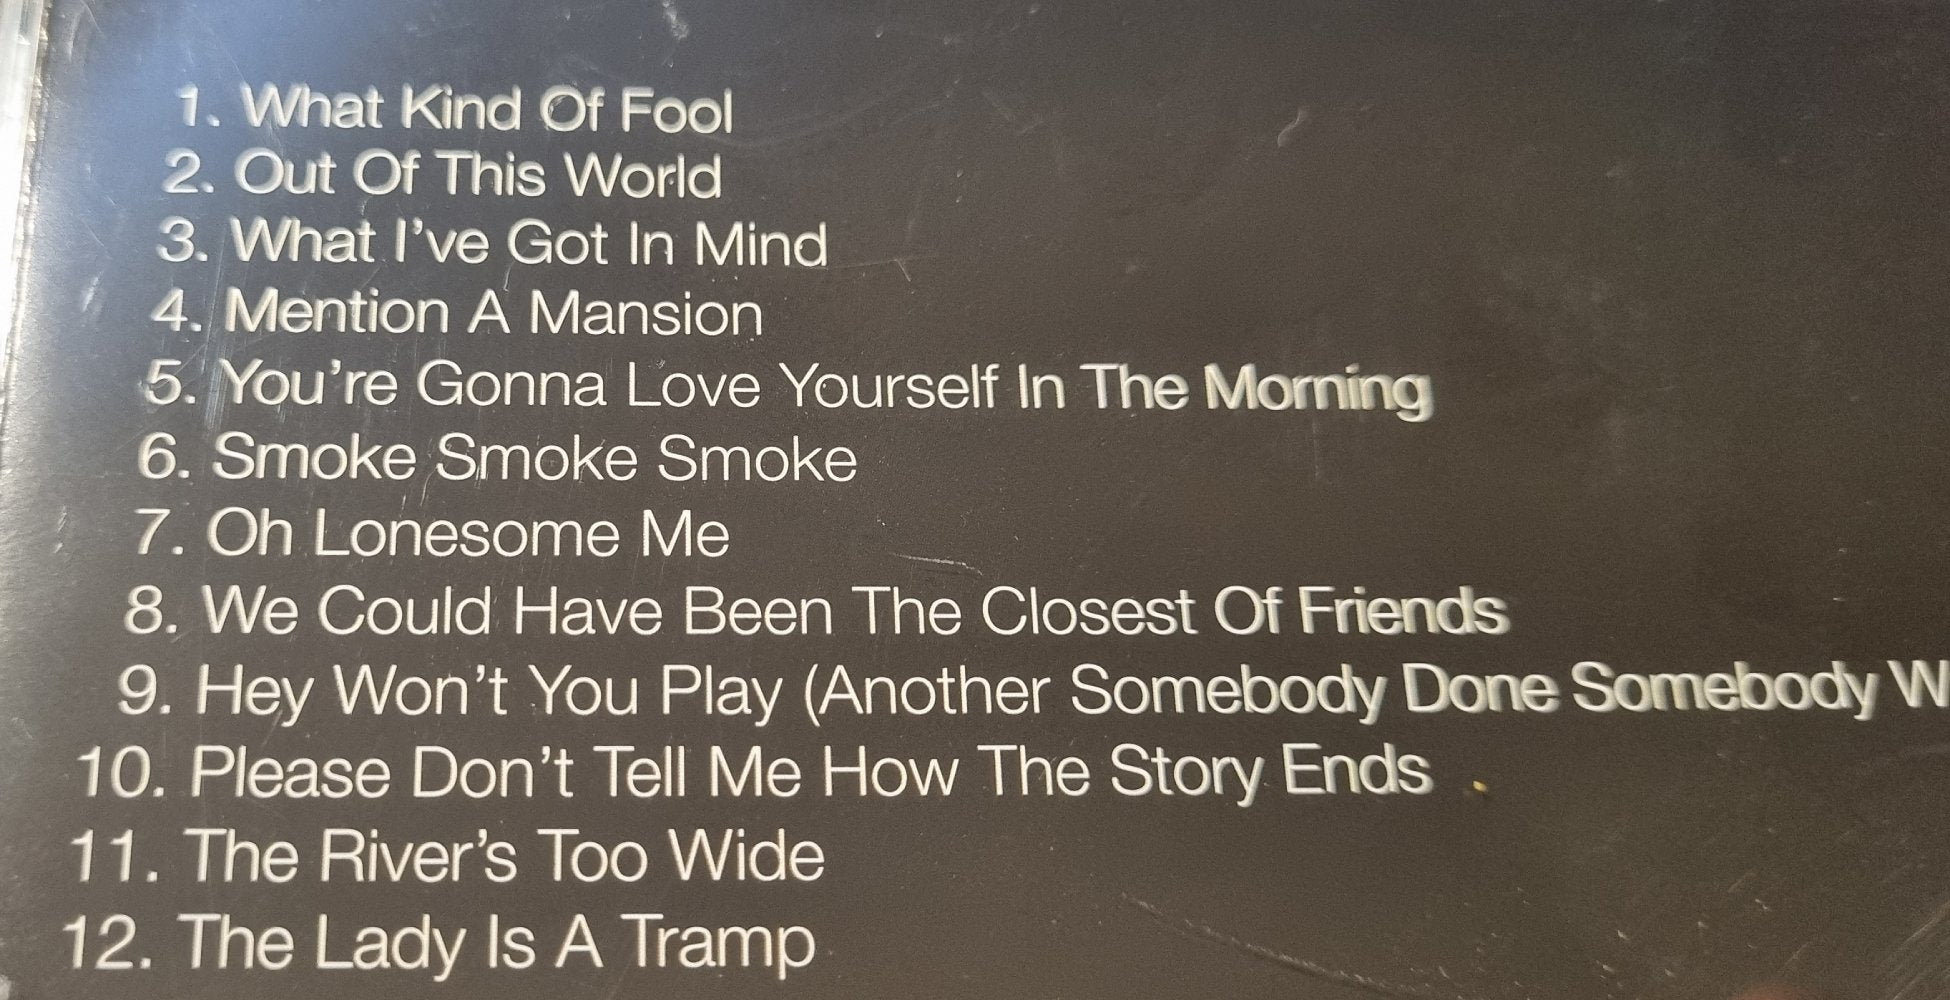 1. What Kind Of Fool
2. Out Of This World
3. What I've Got In Mind
4. Mention A Mansion
5. You're Gonna Love Yourself In The Morning
6. Smoke Smoke Smoke
7. Oh Lonesome Me
8. We Could Have Been The Closest Of Friends
9. Hey Won't You Play (Another Somebody Done Somebody W
10. Please Don't Tell Me How The Story Ends
11. The River's Too Wide
12. The Lady Is A Tramp